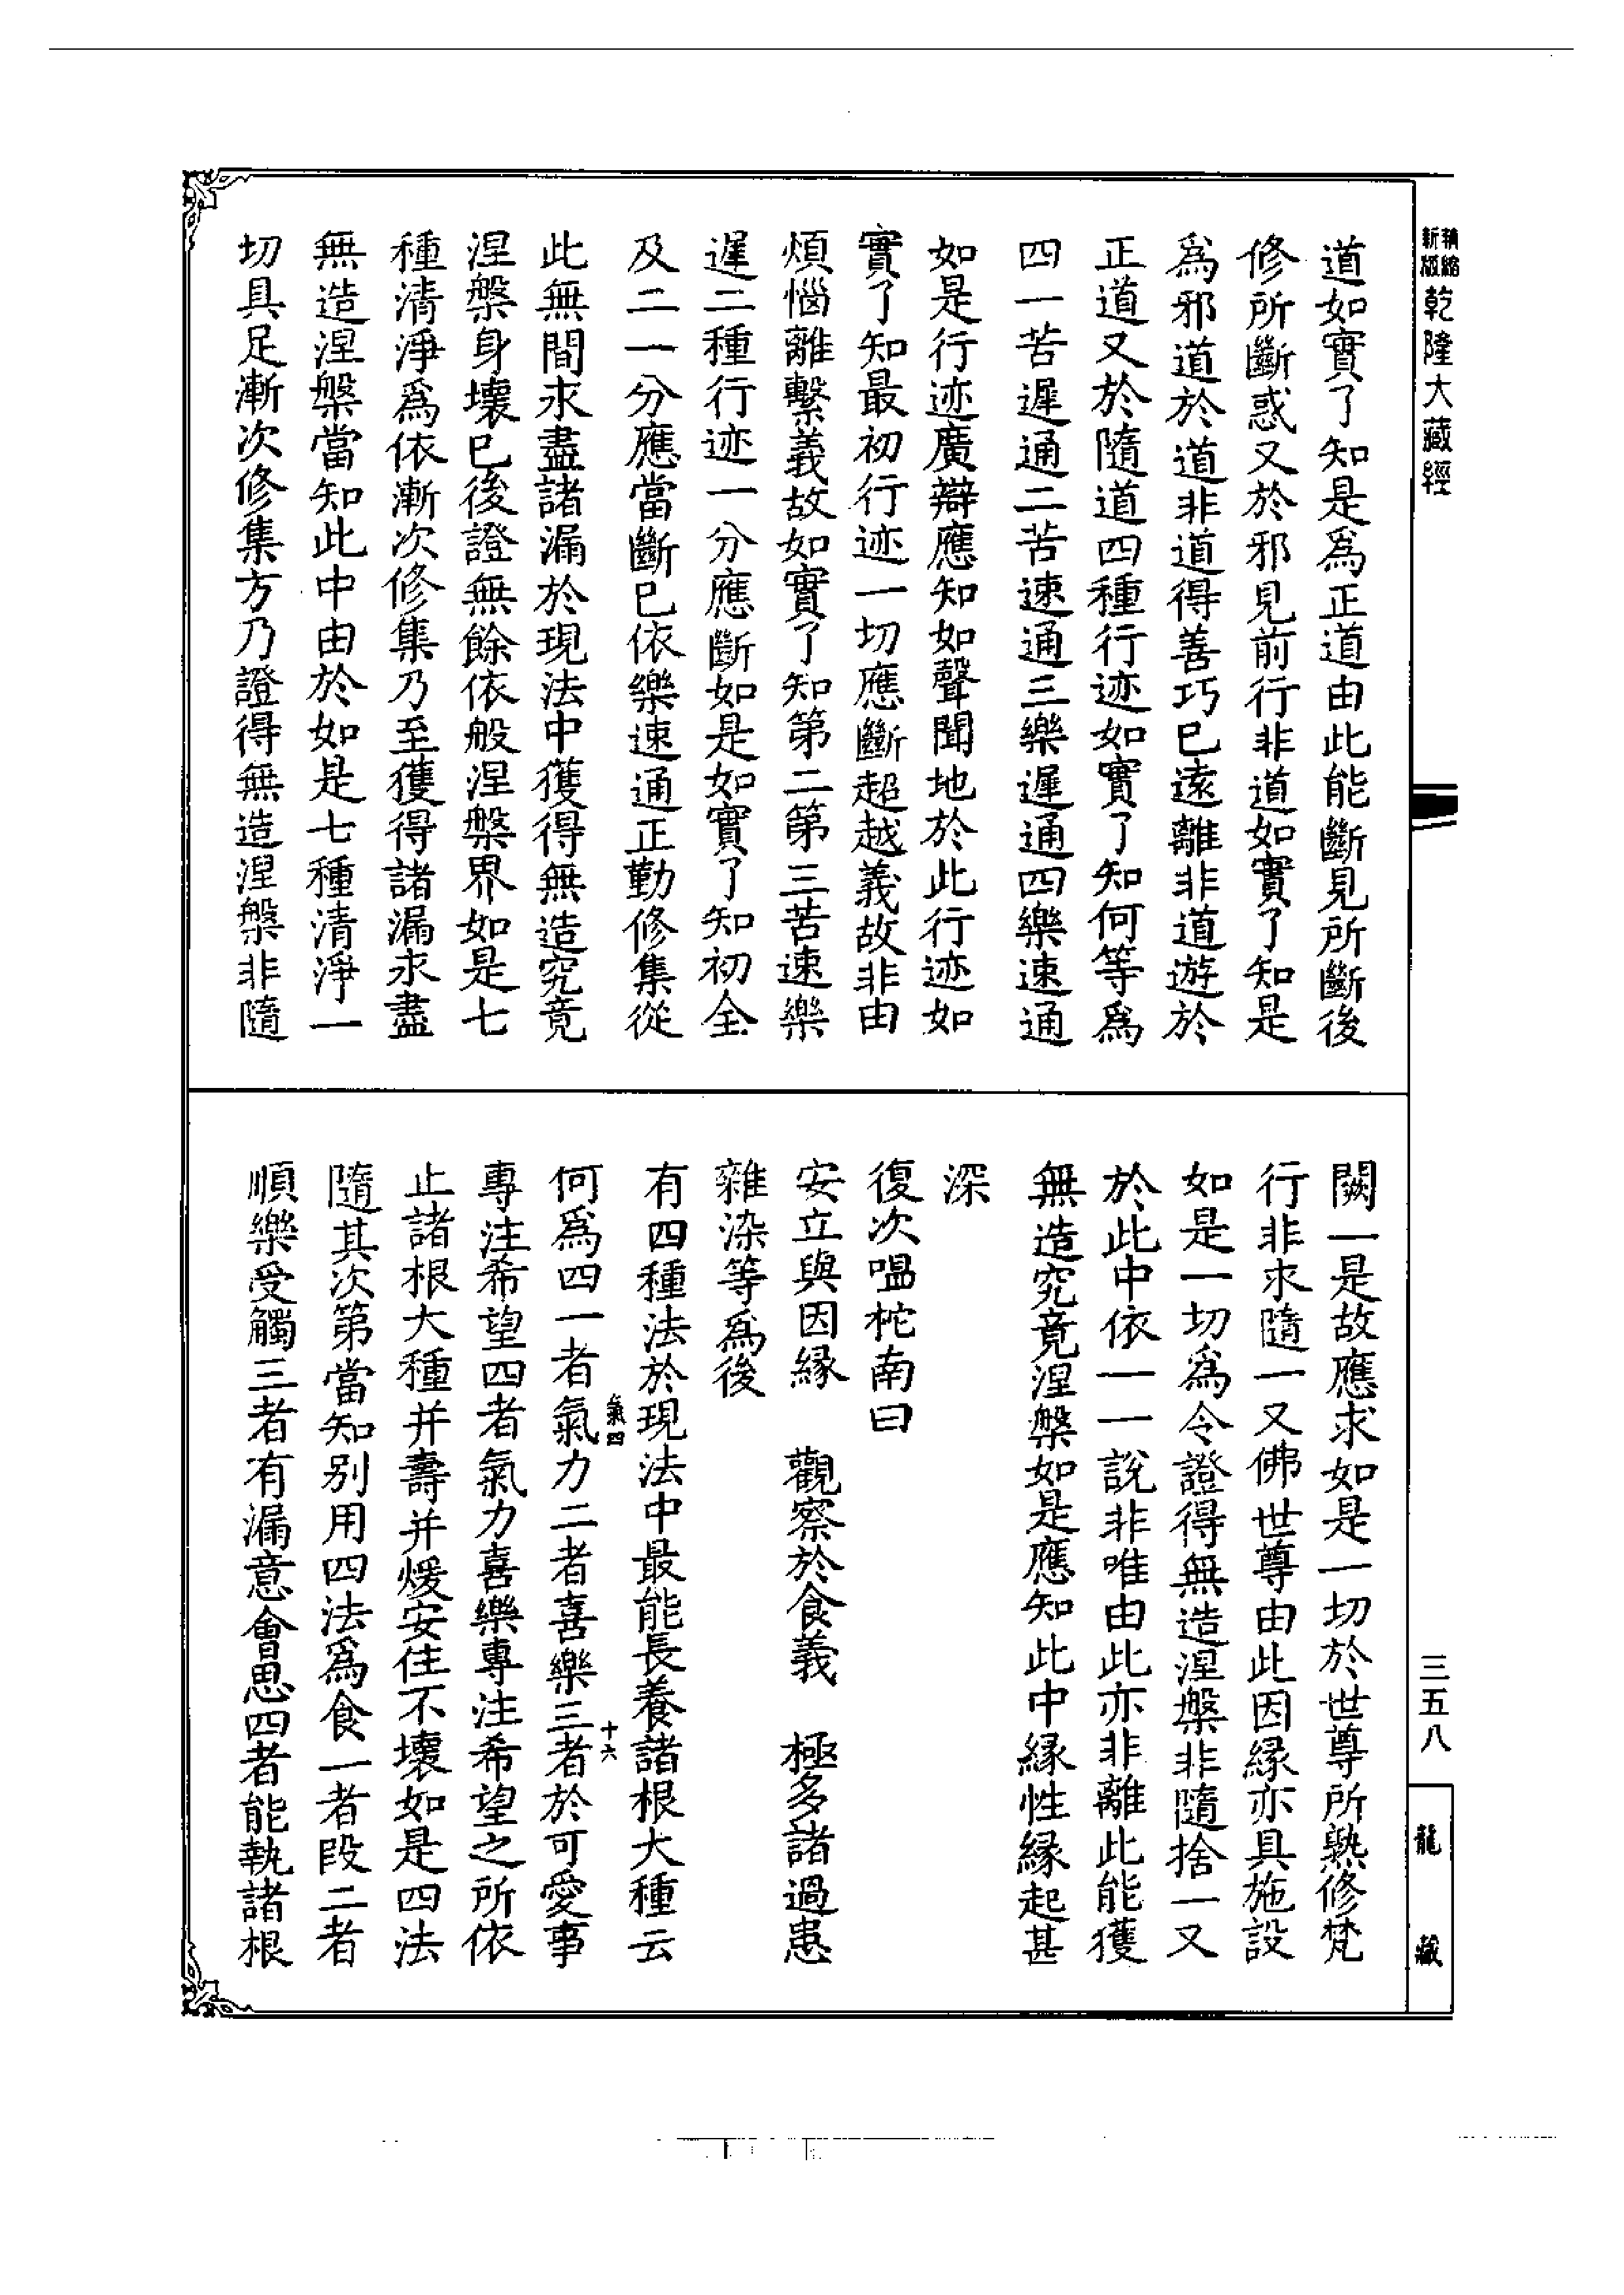 新版精縮乾隆大藏經
道如實了知是爲正道由此能斷見所斷後
修所斷惑又於邪見前行非道如實了知是
爲邪道於道非道得善巧已遠離非道遊於
正道又於隨道四種行迹如實了知何等爲
四一苦遲通二苦速通三樂遲通四樂速通
如是行迹廣辯應知如聲聞地於此行迹如
實了知最初行迹一切應斷超越義故非由
煩惱離繫義故如實了知第二第三苦速樂
遲二種行迹一分應斷如是如實了知初全
及二一分應當斷已依樂速通正勤修集從
此無間求盡諸漏於現法中獲得無造究竟
涅槃身壞已後證無餘依般涅槃界如是七
種清淨爲依漸次修集乃至獲得諸漏永盡
無造涅槃當知此中由於如是七種清淨一
切具足漸次修集方乃證得無造涅槃非隨
闕一是故應求如是一切於世尊所熟修梵
行非求隨一又佛世尊由此因緣亦具施設
如是一切爲令證得無造涅槃非隨捨一又
於此中依一一說非唯由此亦非離此能獲
無造究竟涅槃如是應知此中緣性緣起甚
深
復次嗢柁南曰
安立與因緣　觀察於食義　極多諸過患
雜染等爲後
有四種法於現法中最能長養諸根大種云
氣四
十六
何爲四一者氣力二者喜樂三者於可愛事
專注希望四者氣力喜樂專注希望之所依
止諸根大種并壽并煖安住不壞如是四法
隨其次第當知別用四法爲食一者段二者
順樂受觸三者有漏意會思四者能執諸根
三五八
龍藏